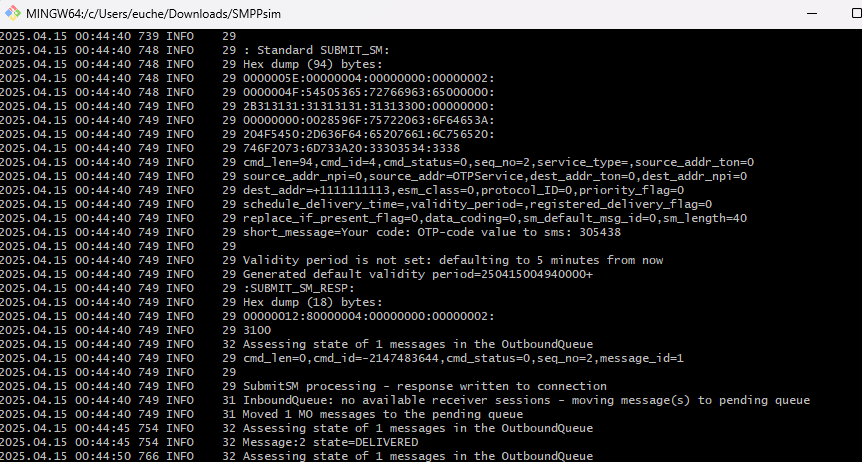 MINGW64:/c/Users/euche/Downloads/SMPPsim
2025.04.15 00:44:40 739 INFO    29
2025.04.15 00:44:40 748 INFO    29 : Standard SUBMIT_SM:
2025.04.15 00:44:40 748 INFO    29 Hex dump (94) bytes:
2025.04.15 00:44:40 748 INFO    29 0000005E:00000004:00000000:00000002:
2025.04.15 00:44:40 748 INFO    29 0000004F:54505365:72766963:65000000:
2025.04.15 00:44:40 749 INFO    29 2B313131:31313131:31313300:00000000:
2025.04.15 00:44:40 749 INFO    29 00000000:0028596F:75722063:6F64653A:
2025.04.15 00:44:40 749 INFO    29 204F5450:2D636F64:65207661:6C756520:
2025.04.15 00:44:40 749 INFO    29 746F2073:6D733A20:33303534:3338
2025.04.15 00:44:40 749 INFO    29 cmd_len=94,cmd_id=4,cmd_status=0,seq_no=2,service_type=,source_addr_ton=0
2025.04.15 00:44:40 749 INFO    29 source_addr_npi=0,source_addr=OTPService,dest_addr_ton=0,dest_addr_npi=0
2025.04.15 00:44:40 749 INFO    29 dest_addr=+1111111113,esm_class=0,protocol_ID=0,priority_flag=0
2025.04.15 00:44:40 749 INFO    29 schedule_delivery_time=,validity_period=,registered_delivery_flag=0
2025.04.15 00:44:40 749 INFO    29 replace_if_present_flag=0,data_coding=0,sm_default_msg_id=0,sm_length=40
2025.04.15 00:44:40 749 INFO    29 short_message=Your code: OTP-code value to sms: 305438
2025.04.15 00:44:40 749 INFO    29
2025.04.15 00:44:40 749 INFO    29 Validity period is not set: defaulting to 5 minutes from now
2025.04.15 00:44:40 749 INFO    29 Generated default validity period=250415004940000+
2025.04.15 00:44:40 749 INFO    29 :SUBMIT_SM_RESP:
2025.04.15 00:44:40 749 INFO    29 Hex dump (18) bytes:
2025.04.15 00:44:40 749 INFO    29 00000012:80000004:00000000:00000002:
2025.04.15 00:44:40 749 INFO    29 3100
2025.04.15 00:44:40 749 INFO    32 Assessing state of 1 messages in the OutboundQueue
2025.04.15 00:44:40 749 INFO    29 cmd_len=0,cmd_id=-2147483644,cmd_status=0,seq_no=2,message_id=1
2025.04.15 00:44:40 749 INFO    29
2025.04.15 00:44:40 749 INFO    29 SubmitSM processing - response written to connection
2025.04.15 00:44:40 749 INFO    31 InboundQueue: no available receiver sessions - moving message(s) to pending queue
2025.04.15 00:44:40 749 INFO    31 Moved 1 MO messages to the pending queue
2025.04.15 00:44:45 754 INFO    32 Assessing state of 1 messages in the OutboundQueue
2025.04.15 00:44:45 754 INFO    32 Message:2 state=DELIVERED
2025.04.15 00:44:50 766 INFO    32 Assessing state of 1 messages in the OutboundQueue